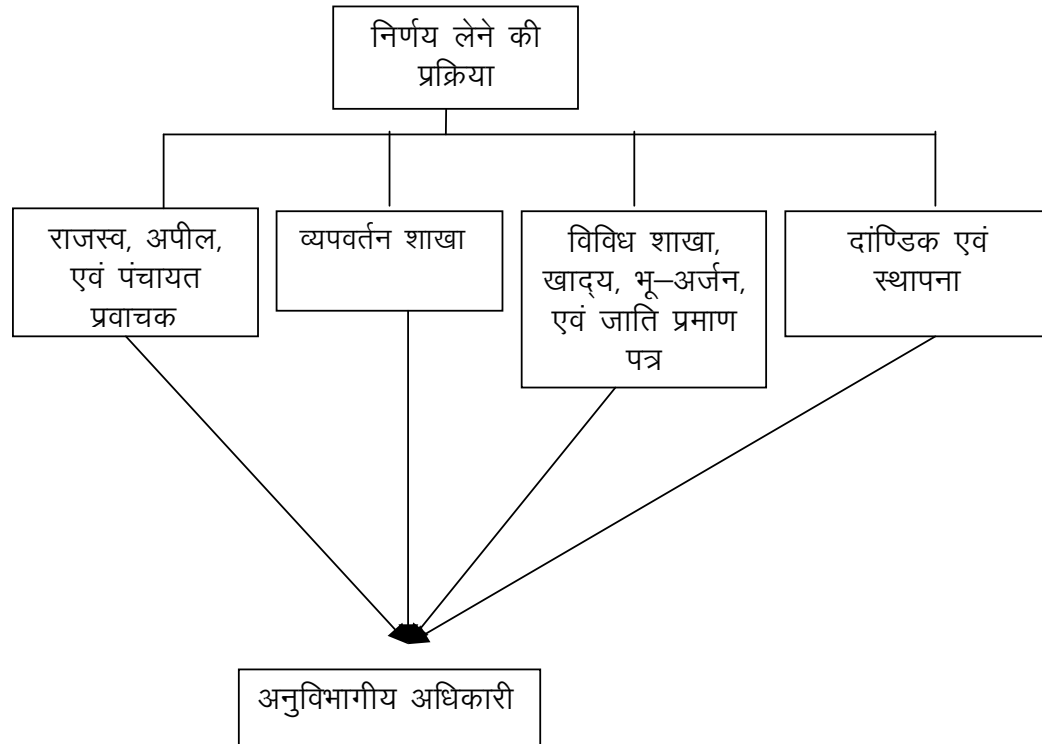 निर्णय लेने की
प्रक्रिया
राजस्व, अपील,
एवं पंचायत
प्रवाचक
व्यपवर्तन शाखा
विविध शाखा,
खाद्‌य, भू–अर्जन,
एवं जाति प्रमाण
पत्र
दांण्डिक एवं
स्थापना
अनुविभागीय अधिकारी